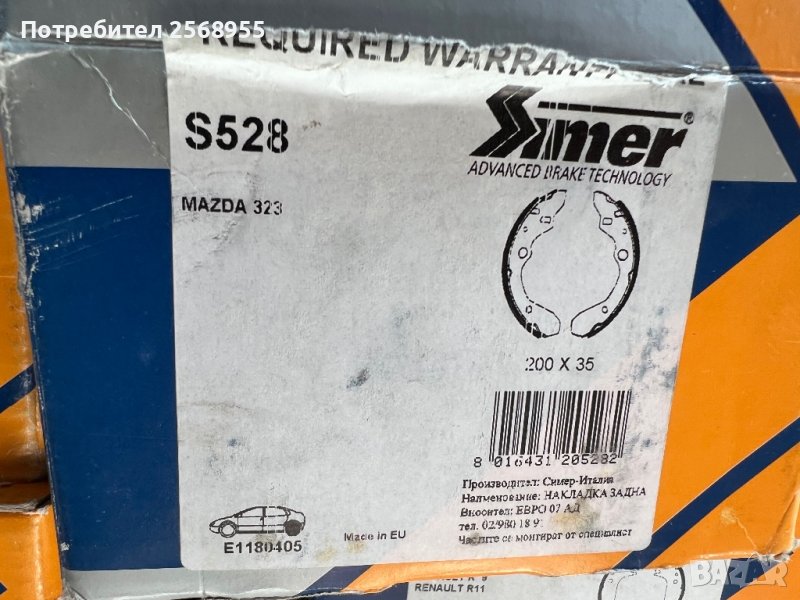 Потребител 2568955
REQUIRED
S528
Simer®
ADVANCED BRAKE TECHNOLOGY
MAZDA 323
200 X 35
8 016431 205282
Производител: Симер-Италия
Наименование: НАКЛАДКА ЗАДНА
Вносител: ЕВРО 07 АД
тел. 02/980 18 9
Частите се монтират от специалист
Made in EU
E1180405
RENAULT R11
BAZAR